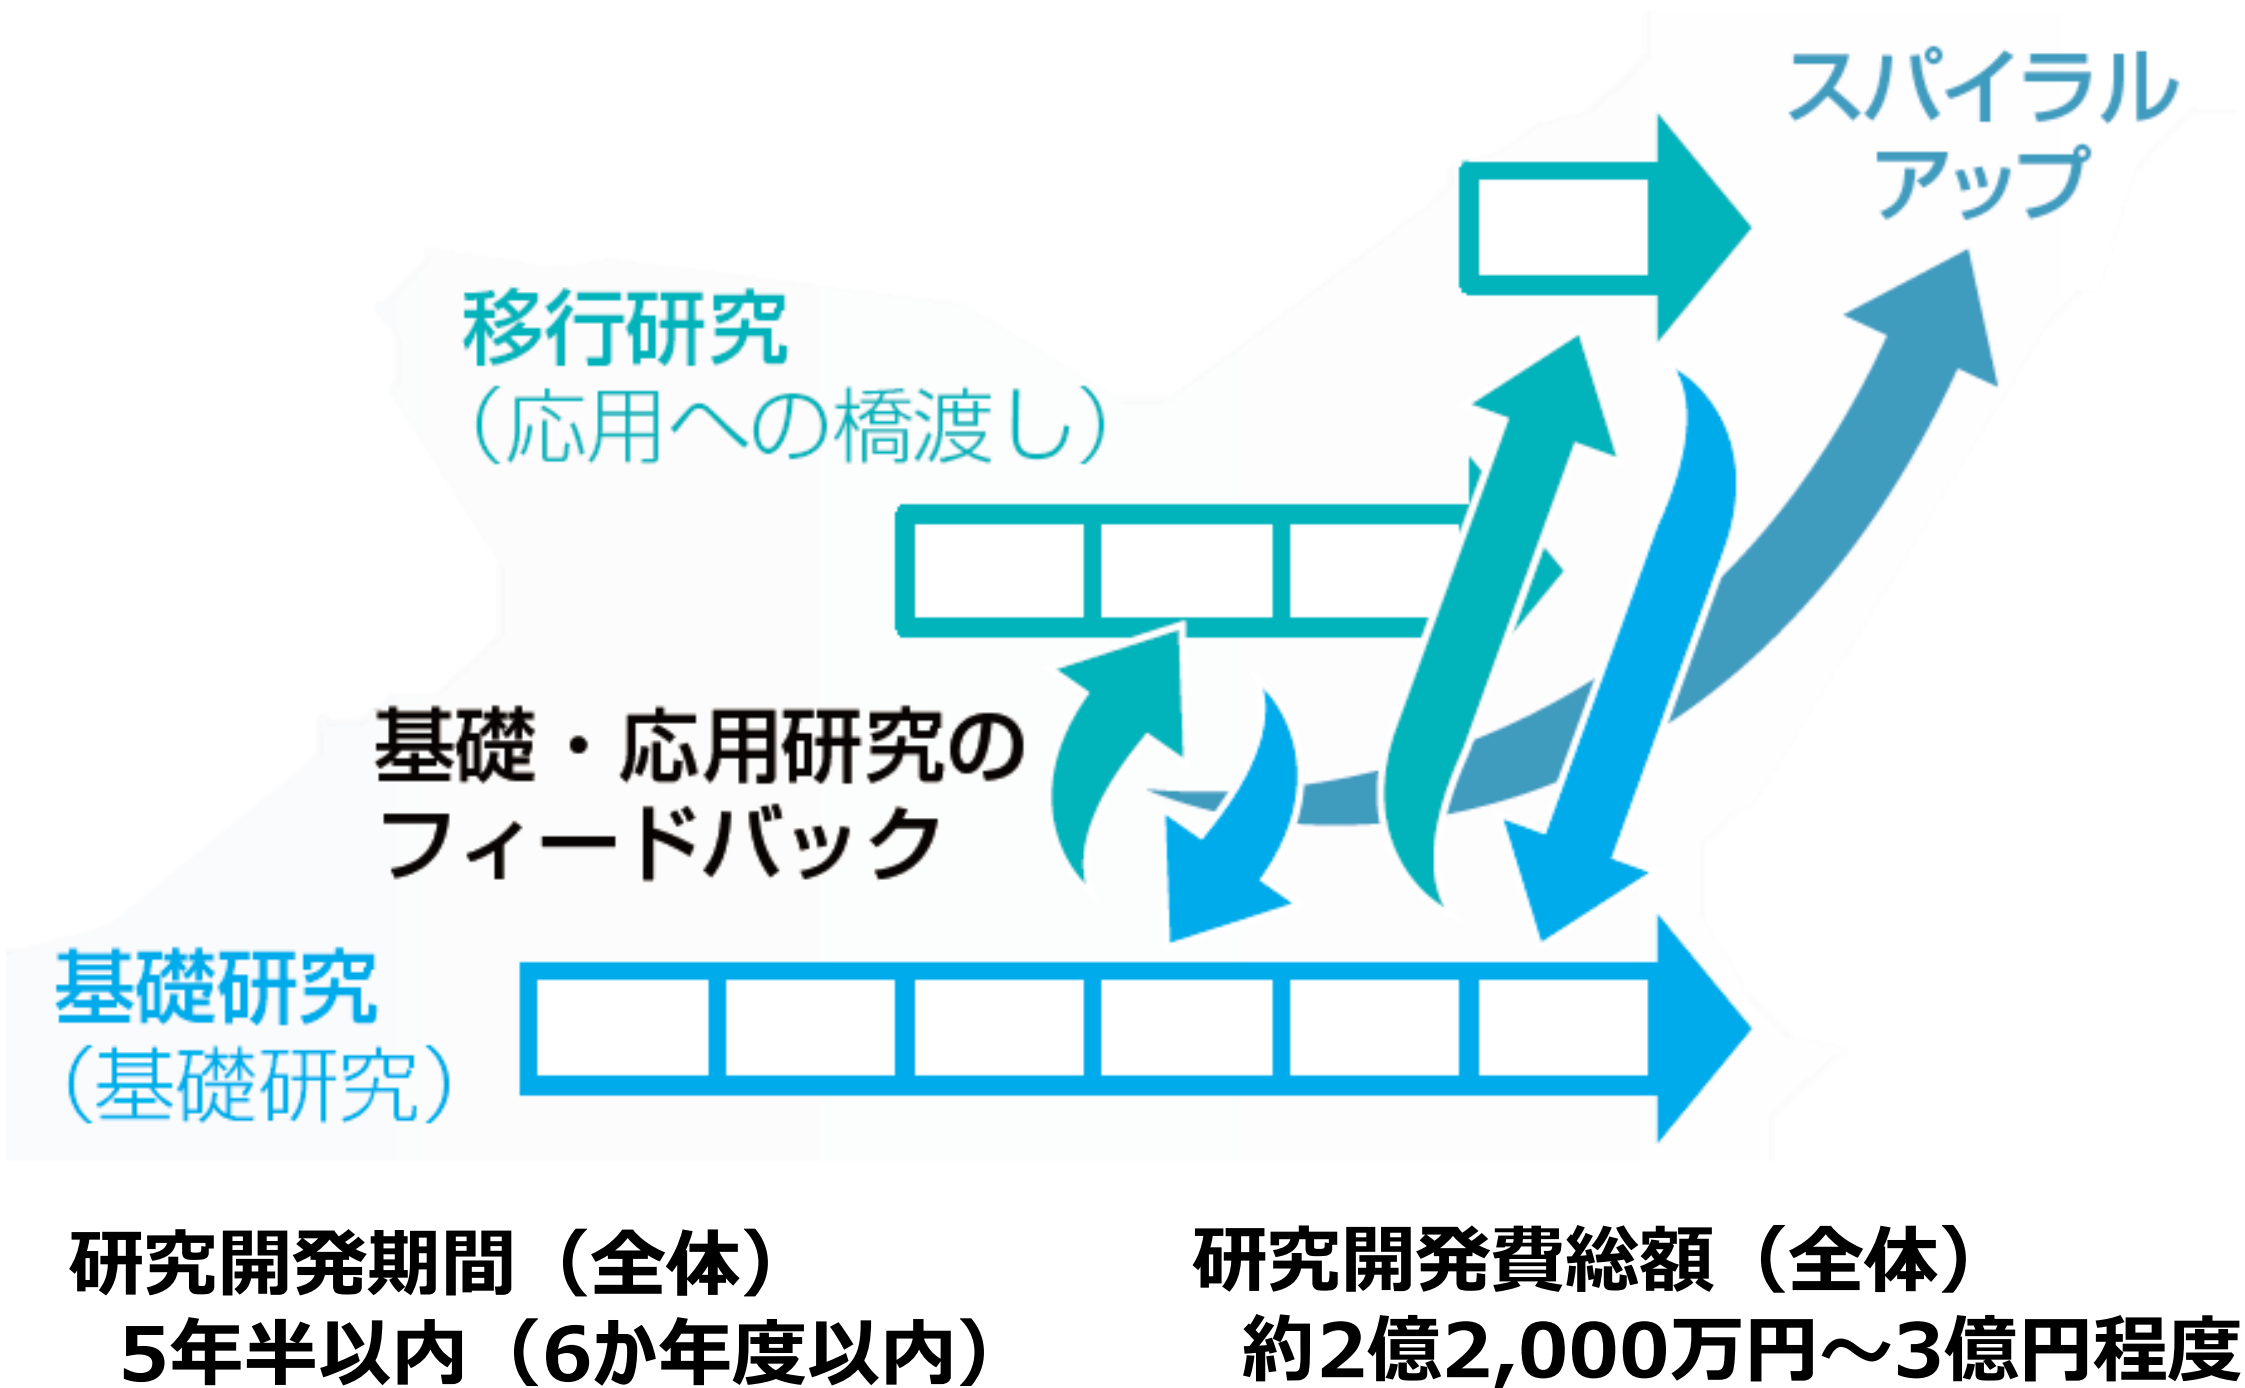 スパイラル
アップ
移行研究
（応用への橋渡し）
基礎・応用研究の
フィードバック
基礎研究
（基礎研究）
研究開発期間（全体）
5年半以内（6か年度以内）
研究開発費総額（全体）
約2億2,000万円～3億円程度